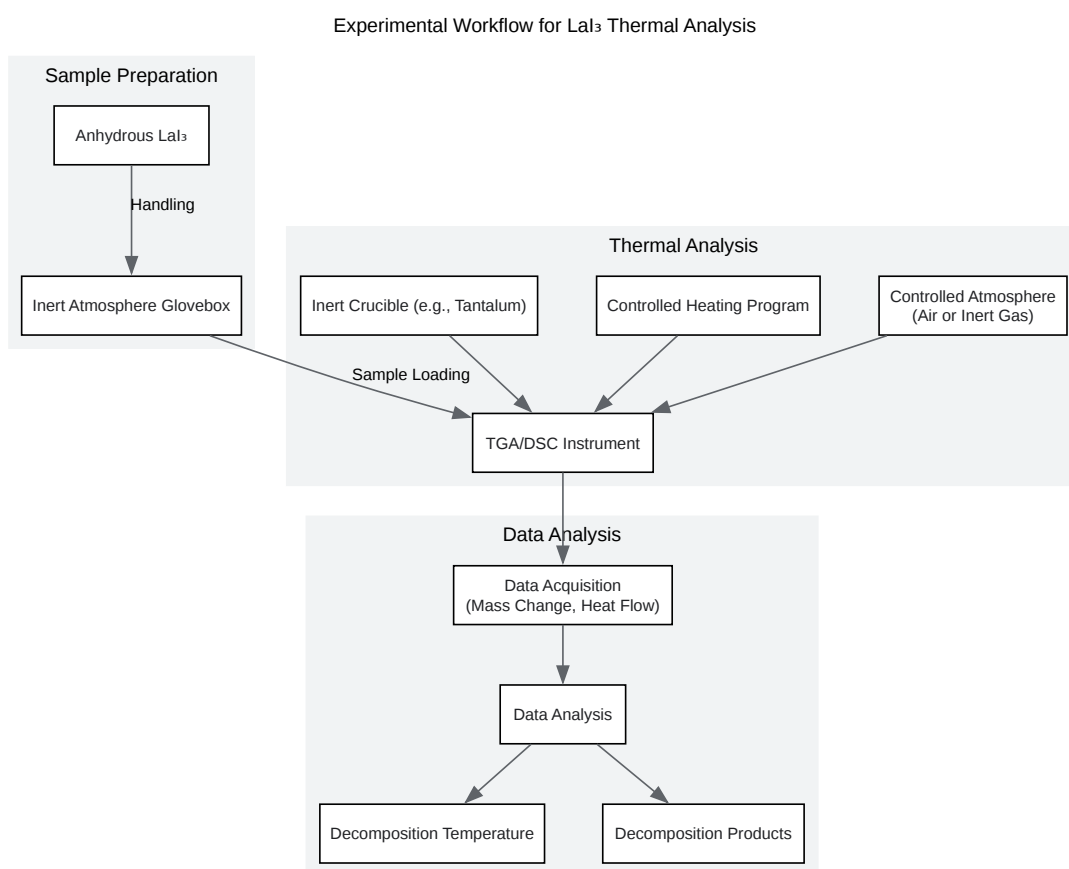 Experimental Workflow for LaI₃ Thermal Analysis
Sample Preparation
Anhydrous LaI₃
Handling
Inert Atmosphere Glovebox
Thermal Analysis
Inert Crucible (e.g., Tantalum)
Controlled Heating Program
Controlled Atmosphere
(Air or Inert Gas)
Sample Loading
TGA/DSC Instrument
Data Analysis
Data Acquisition
(Mass Change, Heat Flow)
Data Analysis
Decomposition Temperature
Decomposition Products